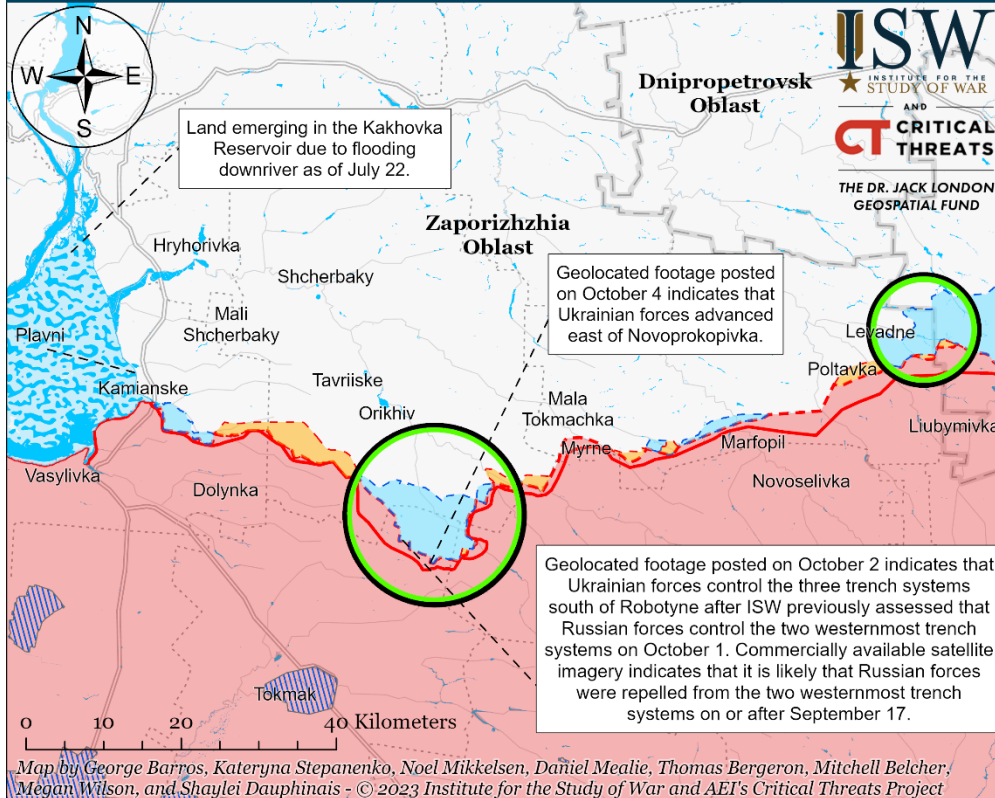 N
W
E
S
ISW
INSTITUTE FOR THE
STUDY OF WAR
AND
CT CRITICAL
THREATS
THE DR. JACK LONDON
GEOSPATIAL FUND
Dnipropetrovsk
Oblast
Land emerging in the Kakhovka
Reservoir due to flooding
downriver as of July 22.
Zaporizhzhia
Oblast
Hryhorivka
Shcherbaky
Geolocated footage posted
on October 4 indicates that
Ukrainian forces advanced
east of Novoprokopivka.
Mali
Shcherbaky
Plavni
Levadne
Kamianske
Tavriiske
Poltavka
Orikhiv
Mala
Tokmachka
Liubymivka
Marfopil
Myrne
Vasylivka
Dolynka
Novoselivka
Geolocated footage posted on October 2 indicates that
Ukrainian forces control the three trench systems
south of Robotyne after ISW previously assessed that
Russian forces control the two westernmost trench
systems on October 1. Commercially available satellite
imagery indicates that it is likely that Russian forces
were repelled from the two westernmost trench
systems on or after September 17.
Tokmak
0 10 20 40 Kilometers
Map by George Barros, Kateryna Stepanenko, Noel Mikkelsen, Daniel Mealie, Thomas Bergeron, Mitchell Belcher,
Megan Wilson, and Shaylei Dauphinais - © 2023 Institute for the Study of War and AEI's Critical Threats Project